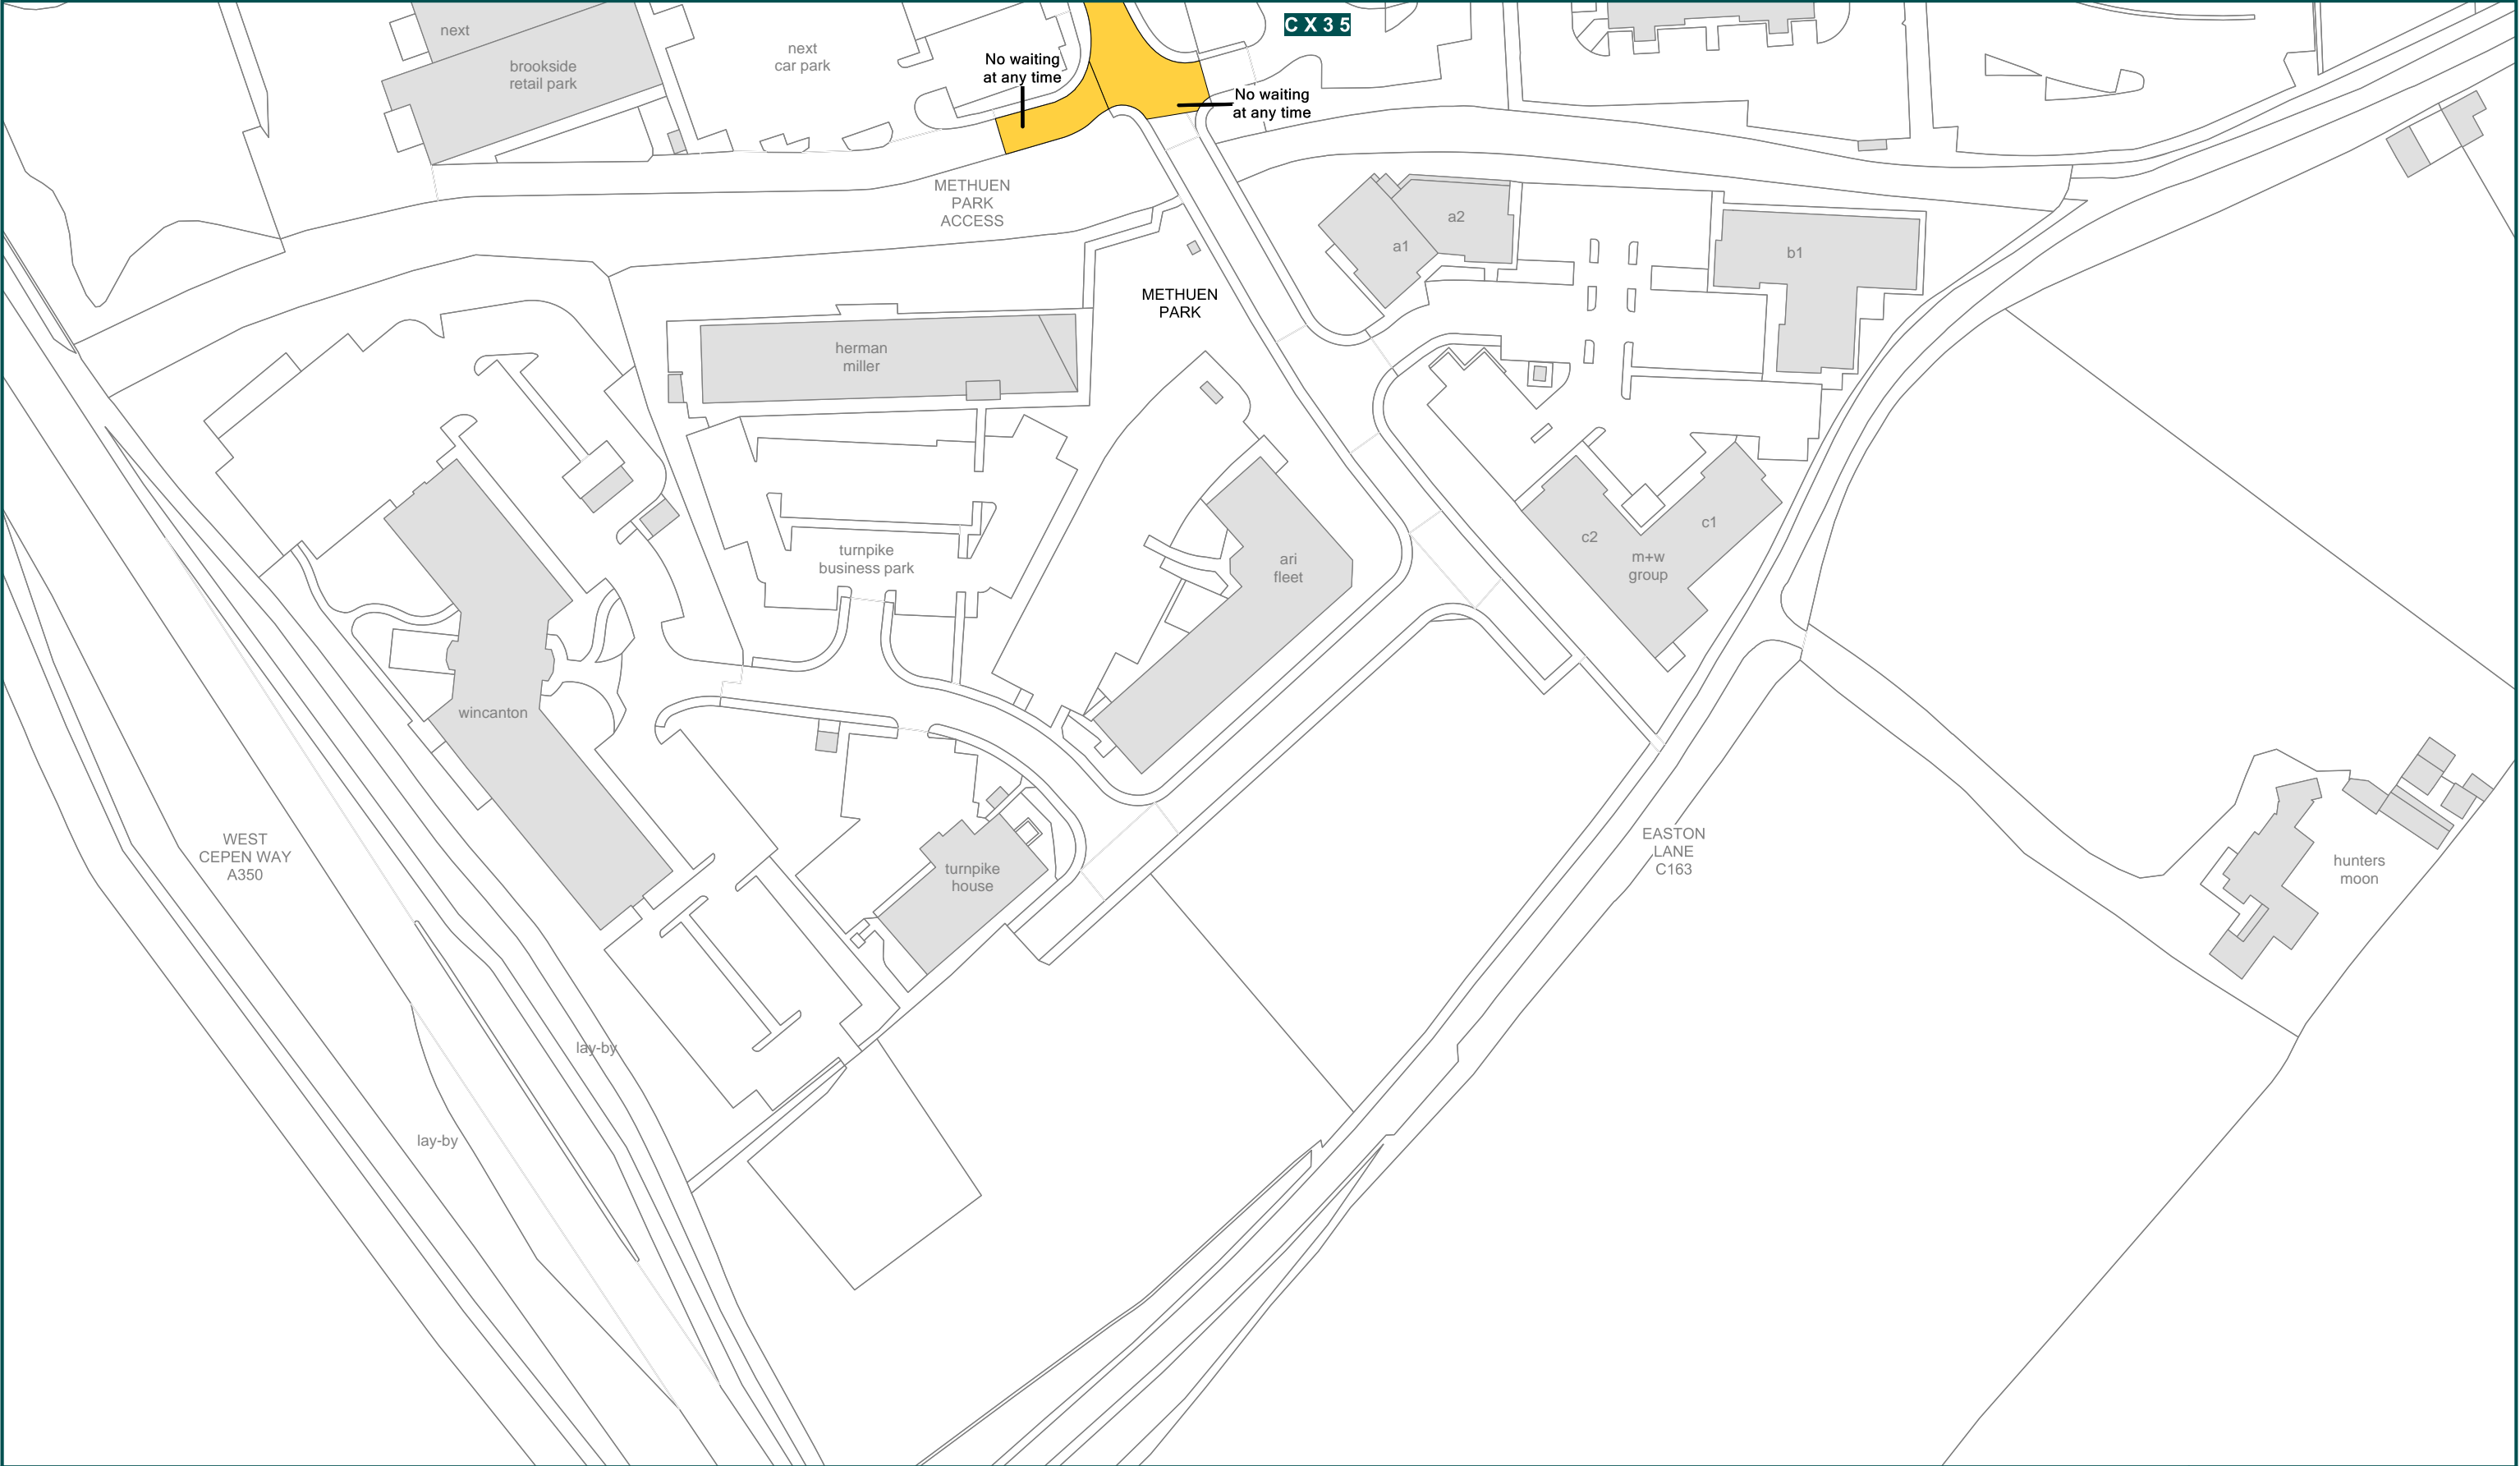 next
C X 3 5
next
car park
No waiting
at any time
brookside
retail park
No waiting
at any time
METHUEN
PARK
ACCESS
a2
a1
b1
METHUEN
PARK
herman
miller
turnpike
business park
ari
fleet
c2
c1
m+w
group
wincanton
WEST
CEPEN WAY
A350
EASTON
LANE
C163
turnpike
house
hunters
moon
lay-by
lay-by